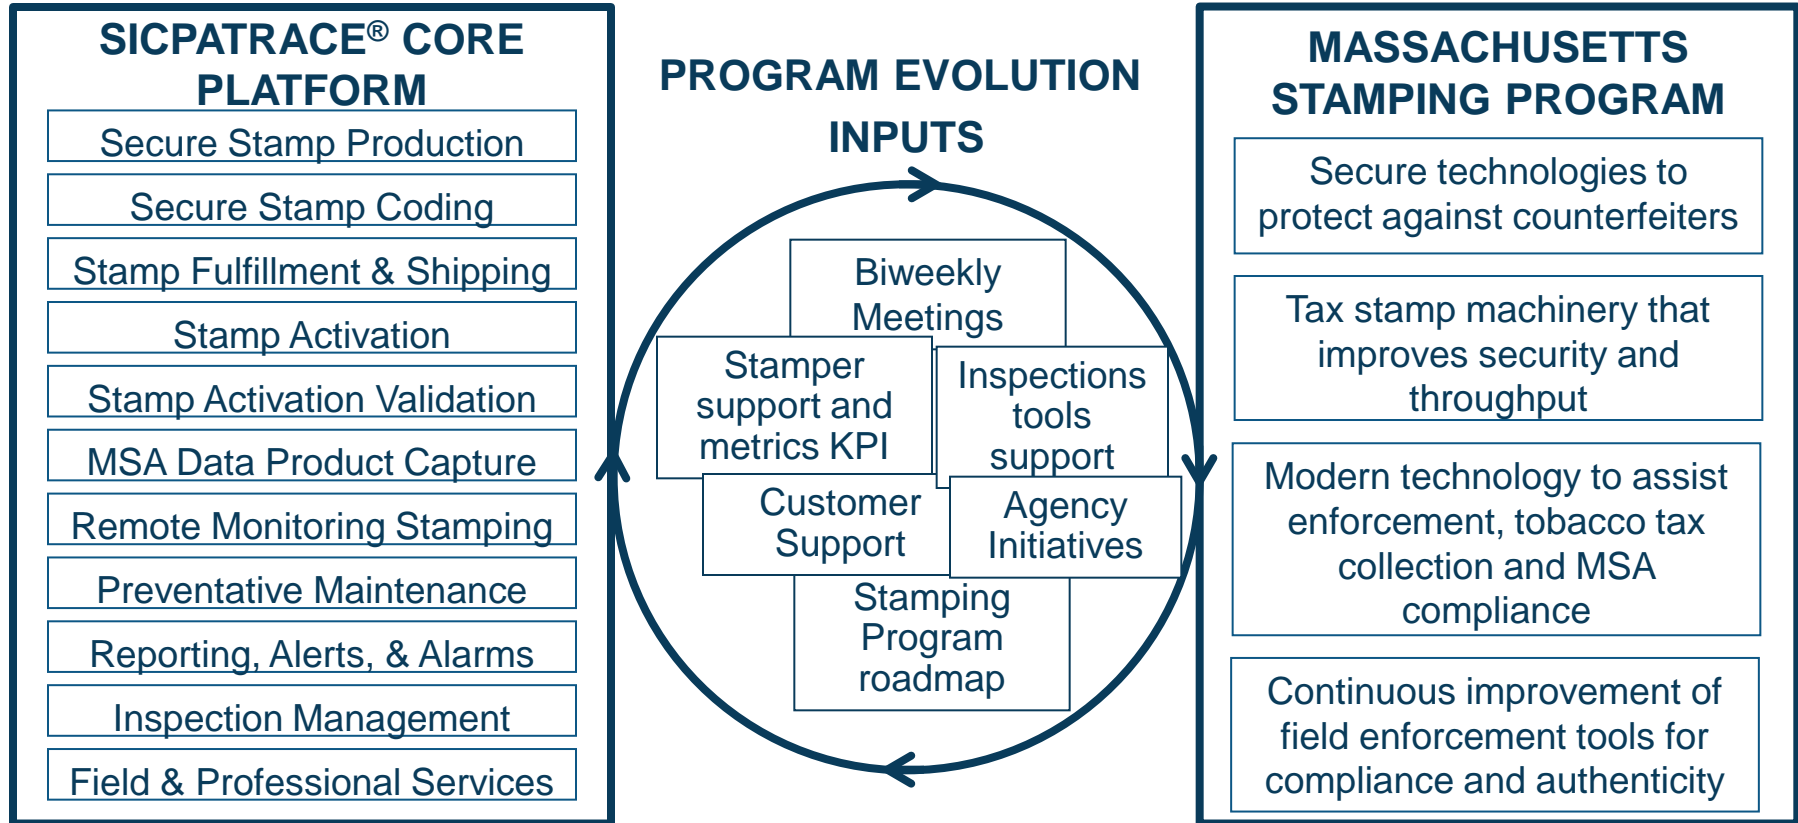 SICPATRACE® CORE
PLATFORM
Secure Stamp Production
Secure Stamp Coding
Stamp Fulfillment & Shipping
Stamp Activation
Stamp Activation Validation
MSA Data Product Capture
Remote Monitoring Stamping
Preventative Maintenance
Reporting, Alerts, & Alarms
Inspection Management
Field & Professional Services
PROGRAM EVOLUTION
INPUTS
Biweekly
Meetings
Stamper
support and
metrics KPI
Inspections
tools
support
Customer
Support
Agency
Initiatives
Stamping
Program
roadmap
MASSACHUSETTS
STAMPING PROGRAM
Secure technologies to
protect against counterfeiters
Tax stamp machinery that
improves security and
throughput
Modern technology to assist
enforcement, tobacco tax
collection and MSA
compliance
Continuous improvement of
field enforcement tools for
compliance and authenticity